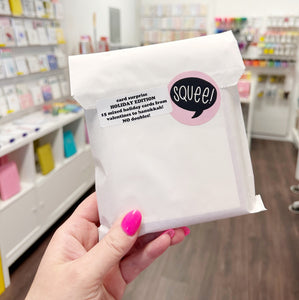 card surprise
HOLIDAY EDITION
15 mixed holiday cards from
valentines to hanukkah!
NO doubles!
SQUEE!